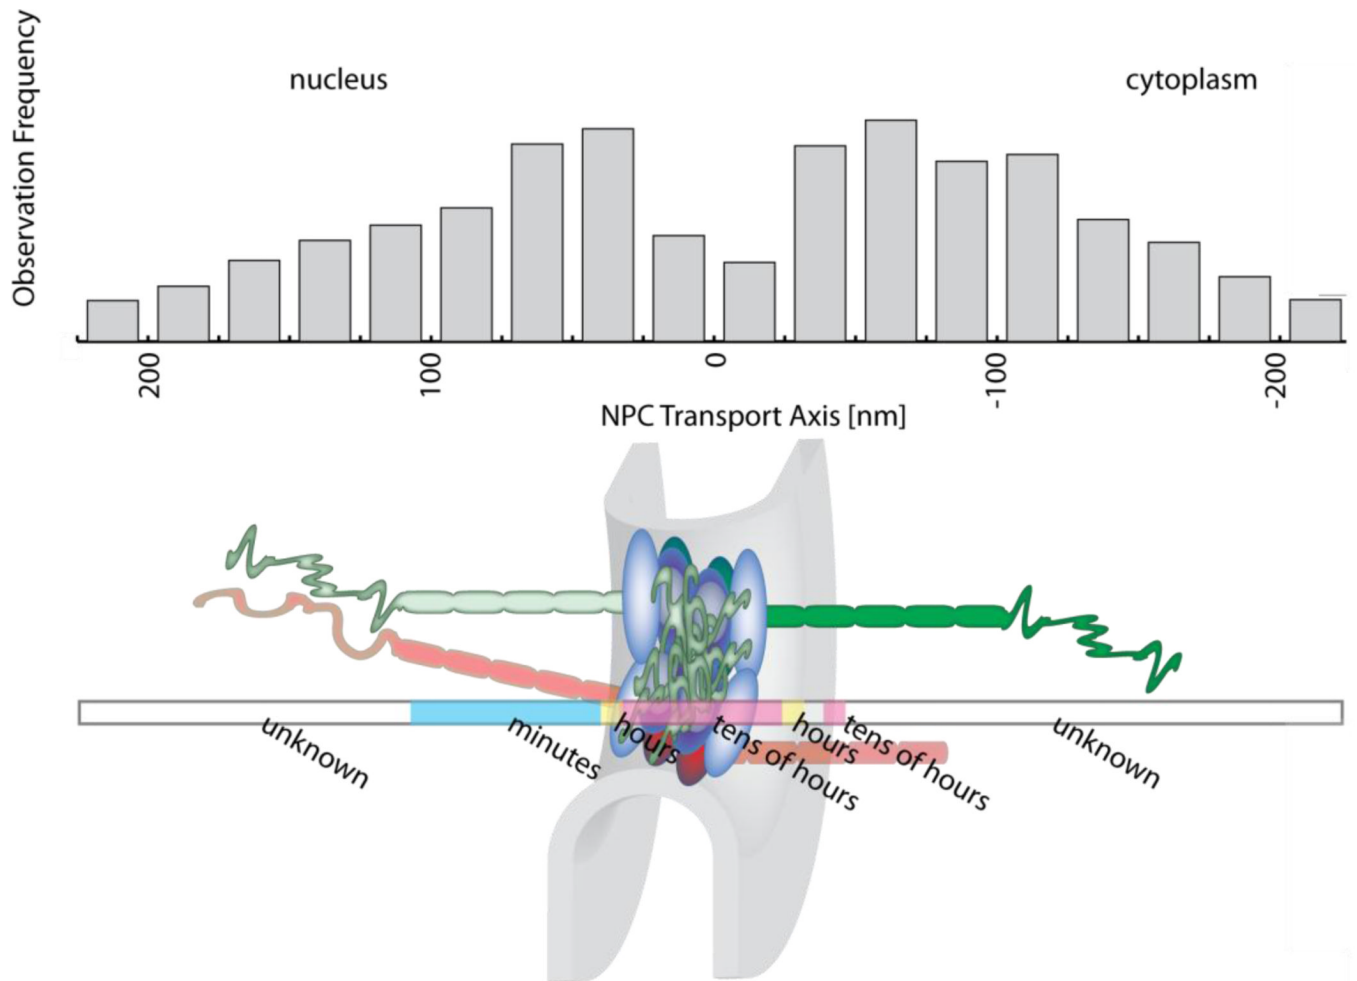 Observation Frequency
nucleus
cytoplasm
200
100
0
-100
-200
NPC Transport Axis [nm]
unknown
minutes
hours
tens of hours
hours
tens of hours
unknown